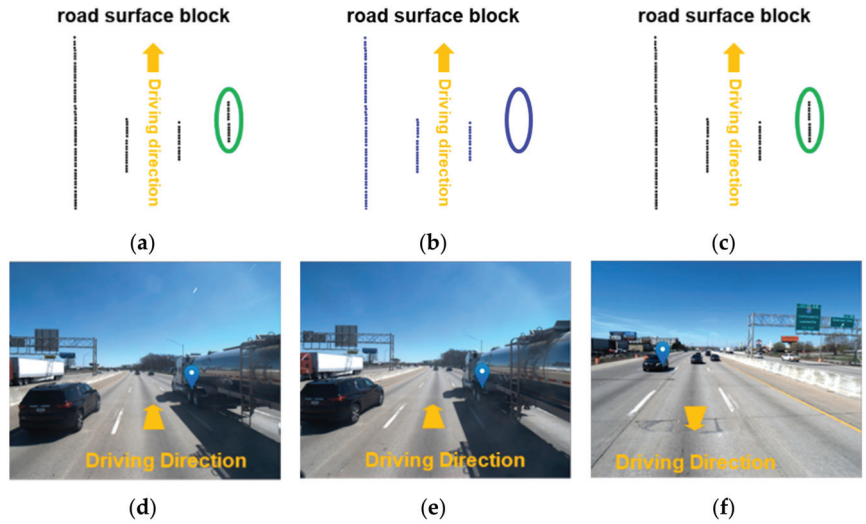 road surface block
road surface block
road surface block
Driving direction
Driving direction
Driving direction
(a)
(b)
(c)
Driving Direction
Driving Direction
Driving Direction
(d)
(e)
(f)